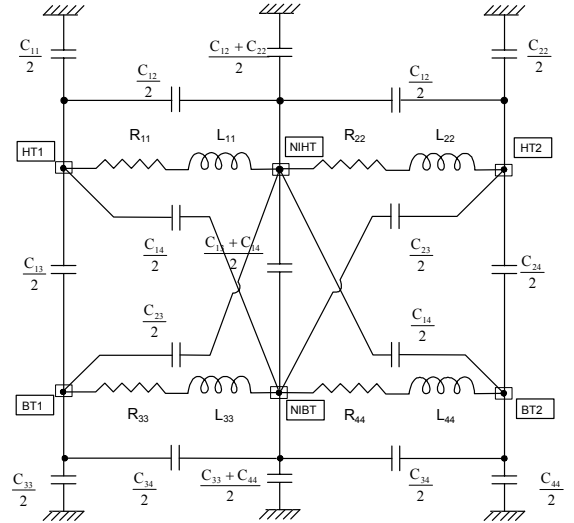 C11/2
C12 + C22/2
C22/2
C12/2
C12/2
R11
L11
NIHT
R22
L22
HT1
HT2
C14/2
C13 + C14/2
C23/2
C13/2
C24/2
C23/2
C14/2
BT1
R33
L33
NIBT
R44
L44
BT2
C33/2
C34/2
C33 + C44/2
C34/2
C44/2